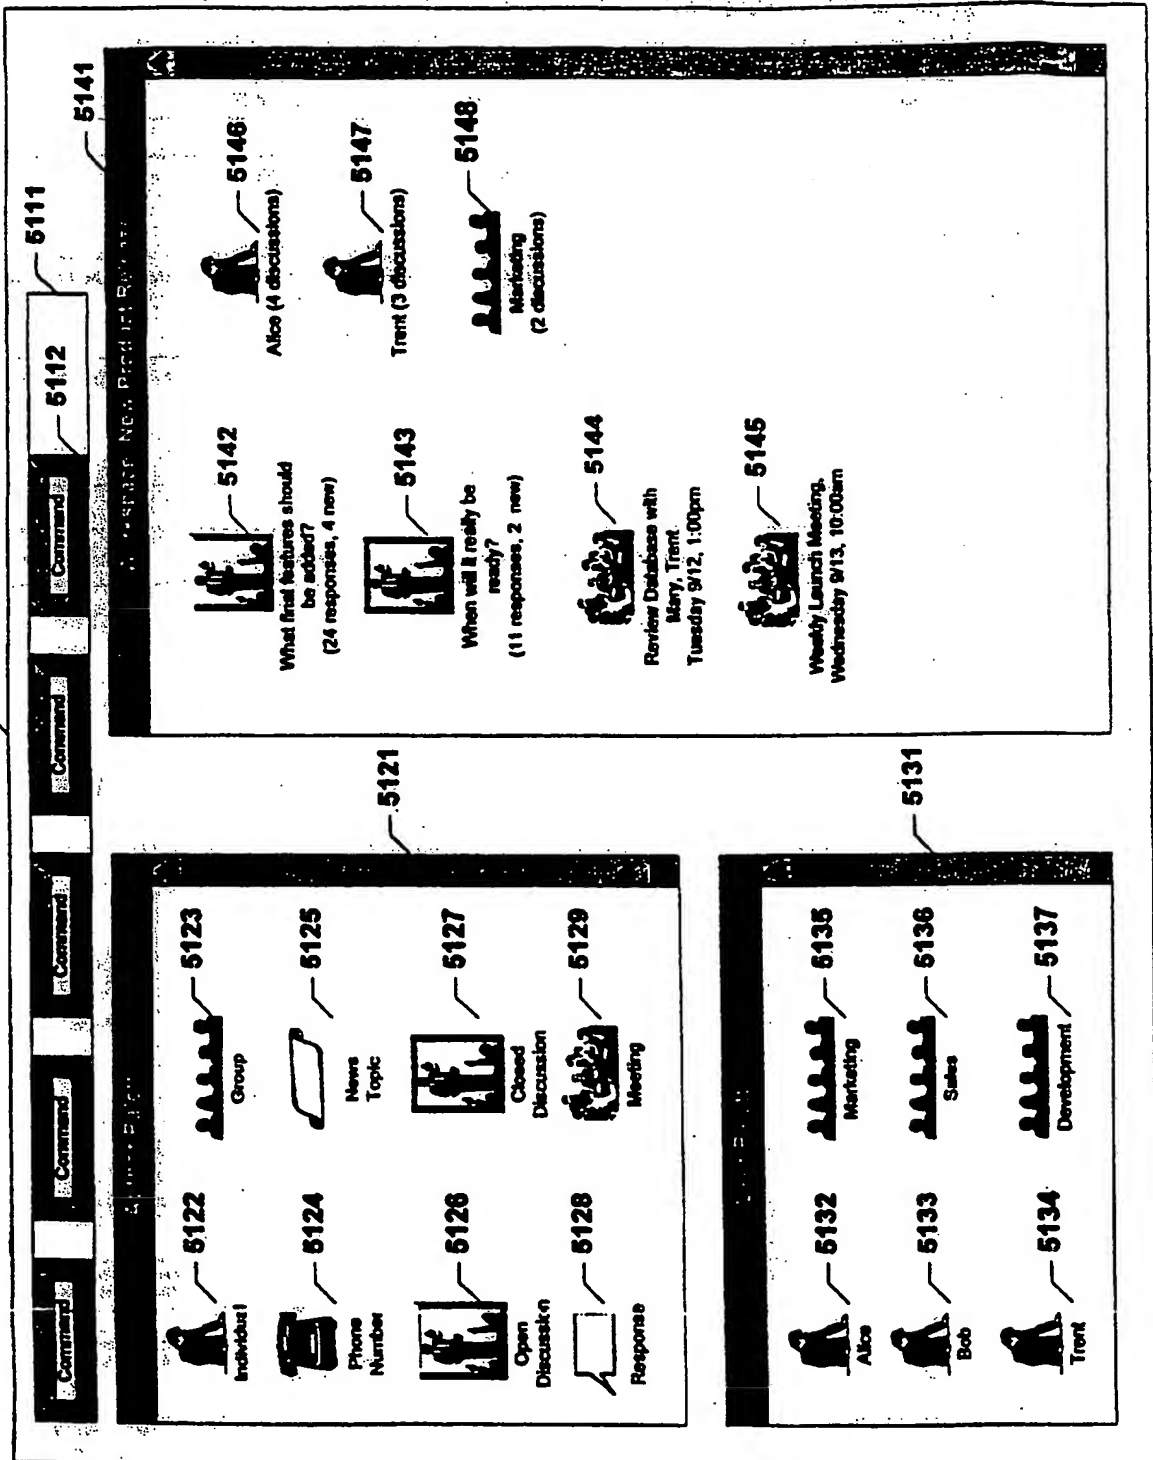 5111
Command
Command
Command
Command
Command
5112
5121
5122
Individual
5123
Group
5124
Phone
Number
5125
News
Topic
5126
Open
Discussion
5127
Closed
Discussion
5128
Response
5129
Meeting
5131
5132
Alice
5135
Marketing
5133
Bob
5136
Sales
5134
Trent
5137
Development
5141
New Product
5142
What final features should
be added?
(24 responses, 4 new)
5146
Alice (4 discussions)
5143
When will it really be
ready?
(11 responses, 2 new)
5147
Trent (3 discussions)
5148
Marketing
(2 discussions)
5144
Review Database with
Mary, Trent
Tuesday 9/12, 1:00pm
5145
Weekly Launch Meeting,
Wednesday 9/13, 10:00am